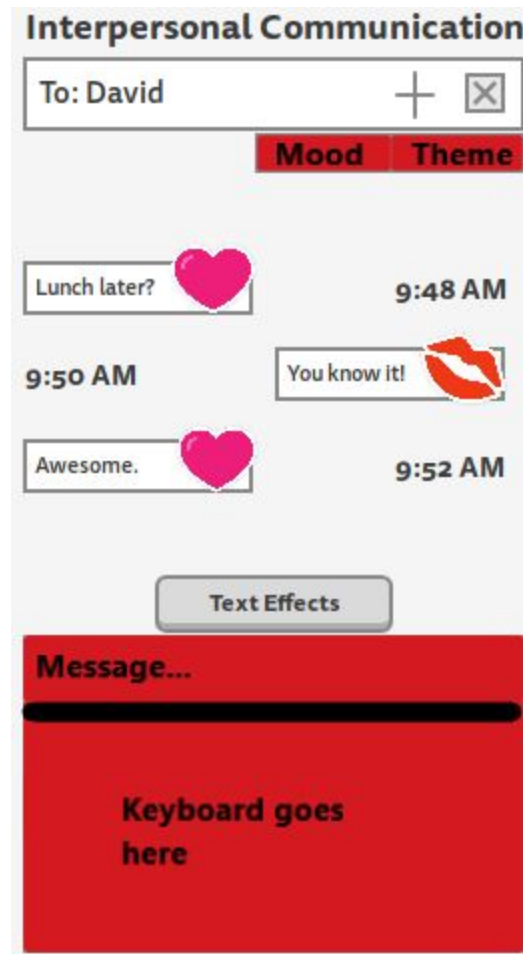 Interpersonal Communication
To: David
Mood Theme
Lunch later? 9:48 AM
9:50 AM You know it!
Awesome. 9:52 AM
Text Effects
Message...
Keyboard goes
here